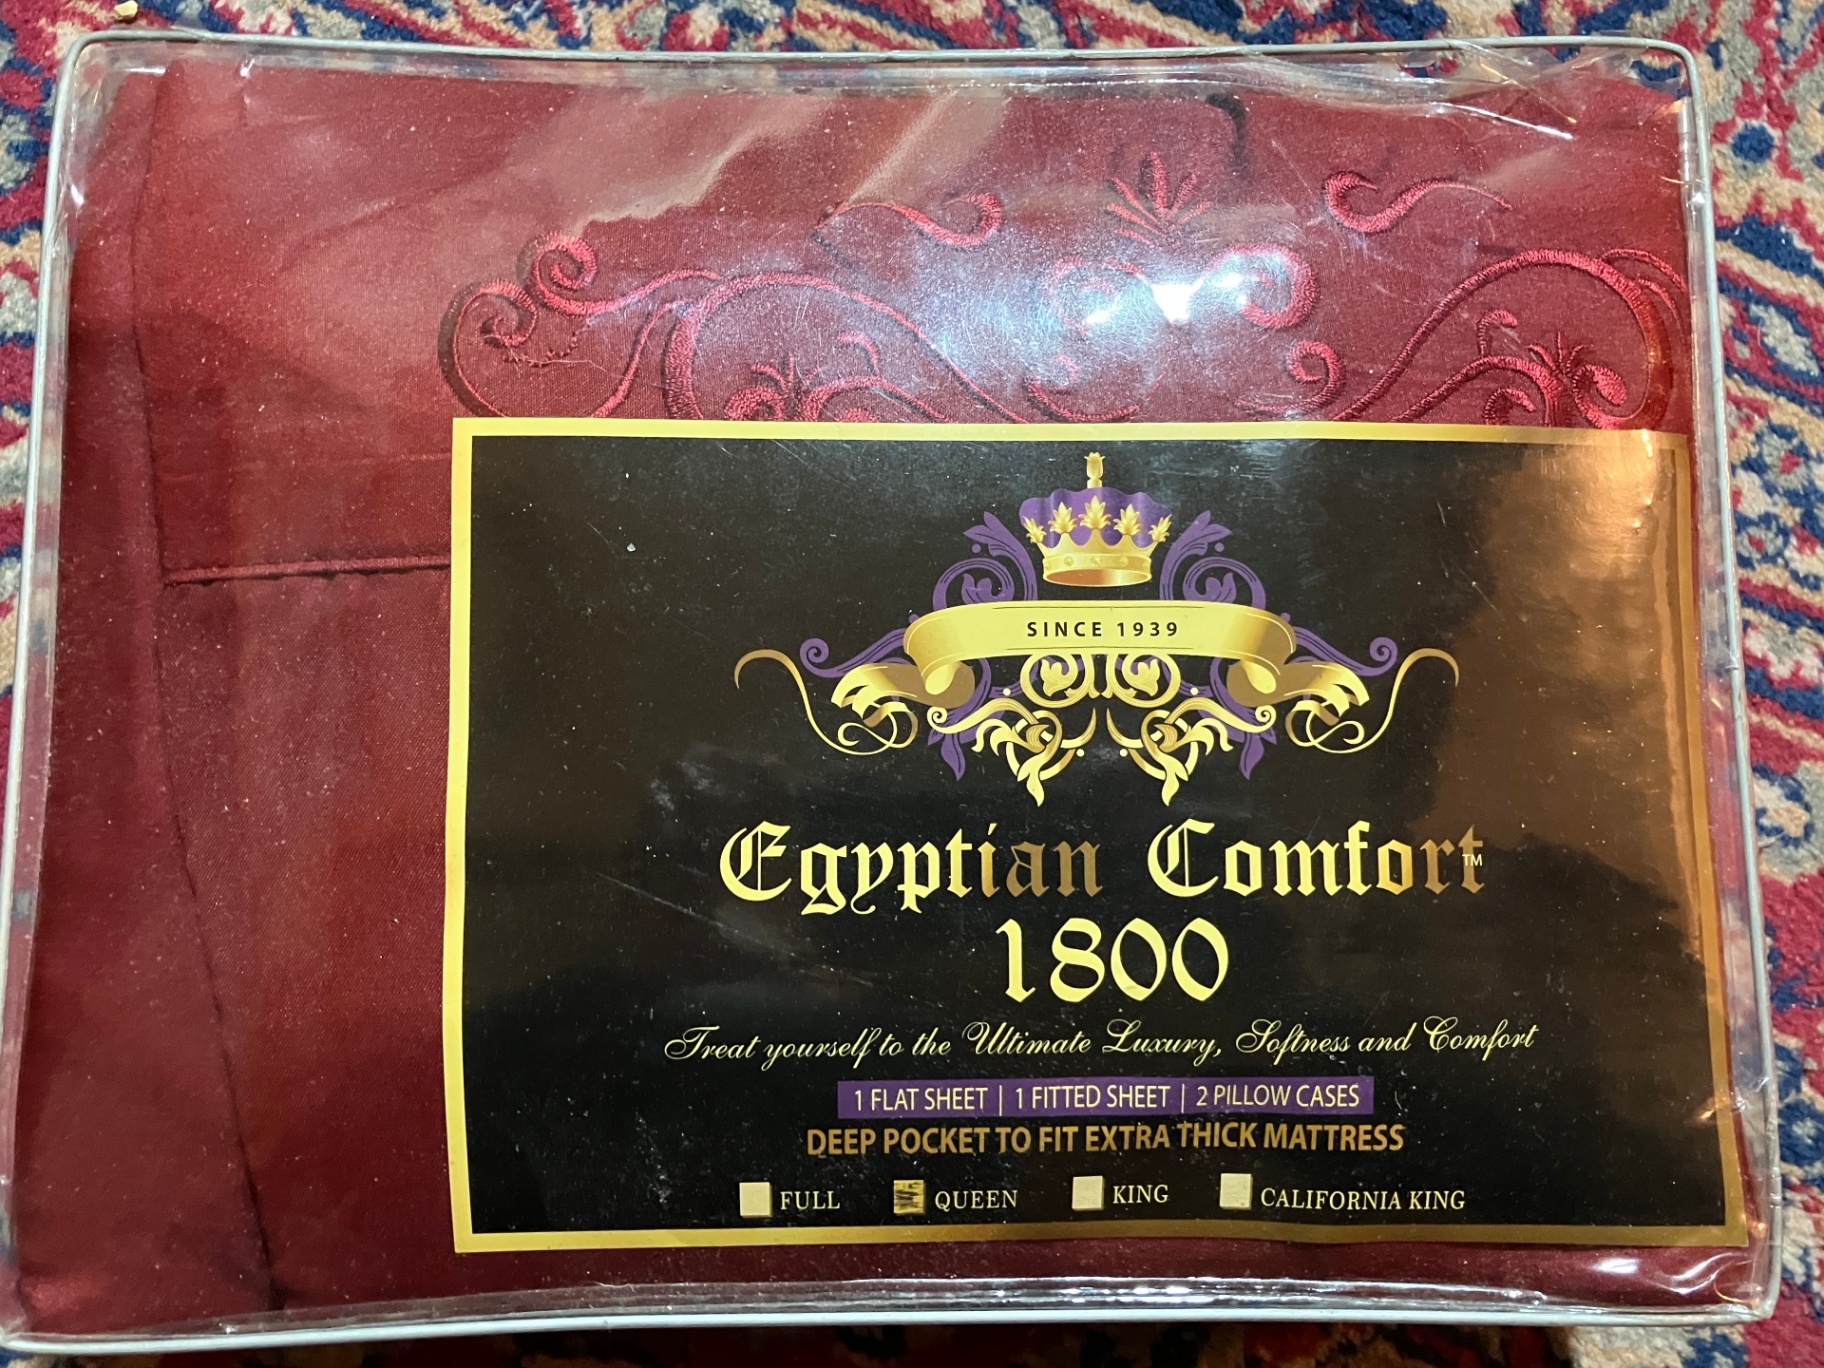 SINCE 1939
Egyptian Comfort™
1800
Treat yourself to the Ultimate Luxury, Softness and Comfort
1 FLAT SHEET | 1 FITTED SHEET | 2 PILLOW CASES
DEEP POCKET TO FIT EXTRA THICK MATTRESS
FULL QUEEN KING CALIFORNIA KING